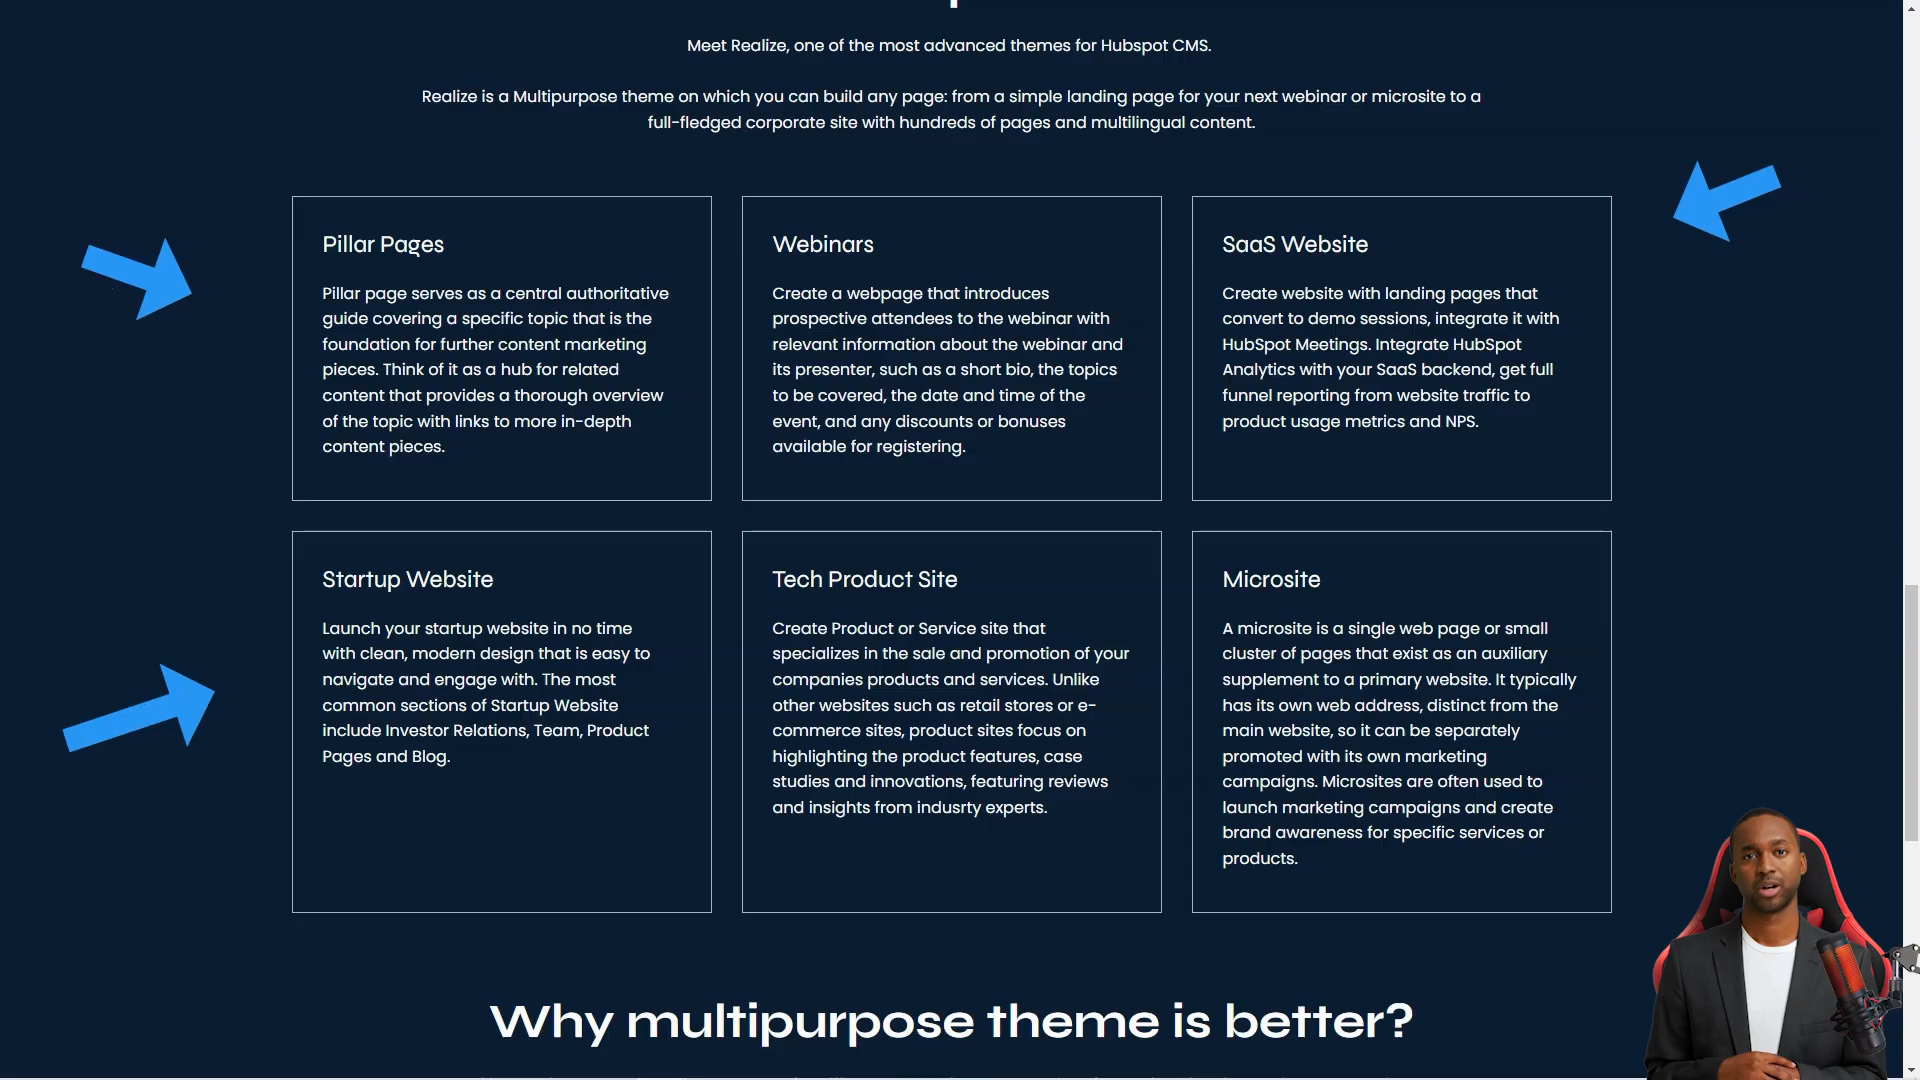 Meet Realize, one of the most advanced themes for Hubspot CMS.
Realize is a Multipurpose theme on which you can build any page: from a simple landing page for your next webinar or microsite to a
full-fledged corporate site with hundreds of pages and multilingual content.
Pillar Pages
Pillar page serves as a central authoritative
guide covering a specific topic that is the
foundation for further content marketing
pieces. Think of it as a hub for related
content that provides a thorough overview
of the topic with links to more in-depth
content pieces.
Webinars
Create a webpage that introduces
prospective attendees to the webinar with
relevant information about the webinar and
its presenter, such as a short bio, the topics
to be covered, the date and time of the
event, and any discounts or bonuses
available for registering.
SaaS Website
Create website with landing pages that
convert to demo sessions, integrate it with
HubSpot Meetings. Integrate HubSpot
Analytics with your SaaS backend, get full
funnel reporting from website traffic to
product usage metrics and NPS.
Startup Website
Launch your startup website in no time
with clean, modern design that is easy to
navigate and engage with. The most
common sections of Startup Website
include Investor Relations, Team, Product
Pages and Blog.
Tech Product Site
Create Product or Service site that
specializes in the sale and promotion of your
companies products and services. Unlike
other websites such as retail stores or e-
commerce sites, product sites focus on
highlighting the product features, case
studies and innovations, featuring reviews
and insights from indusrty experts.
Microsite
A microsite is a single web page or small
cluster of pages that exist as an auxiliary
supplement to a primary website. It typically
has its own web address, distinct from the
main website, so it can be separately
promoted with its own marketing
campaigns. Microsites are often used to
launch marketing campaigns and create
brand awareness for specific services or
products.
Why multipurpose theme is better?